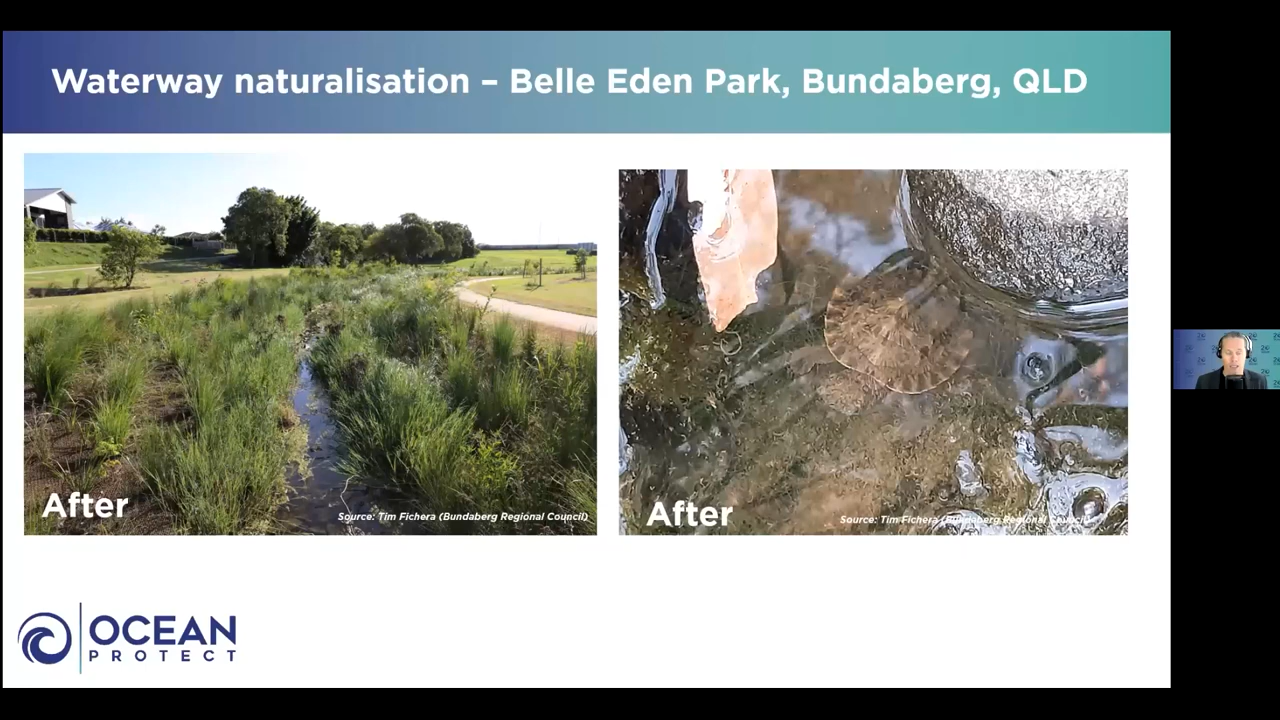 Waterway naturalisation – Belle Eden Park, Bundaberg, QLD
After
Source: Tim Fichera (Bundaberg Regional Council)
After
Source: Tim Fichera (Bundaberg Regional Council)
OCEAN
PROTECT